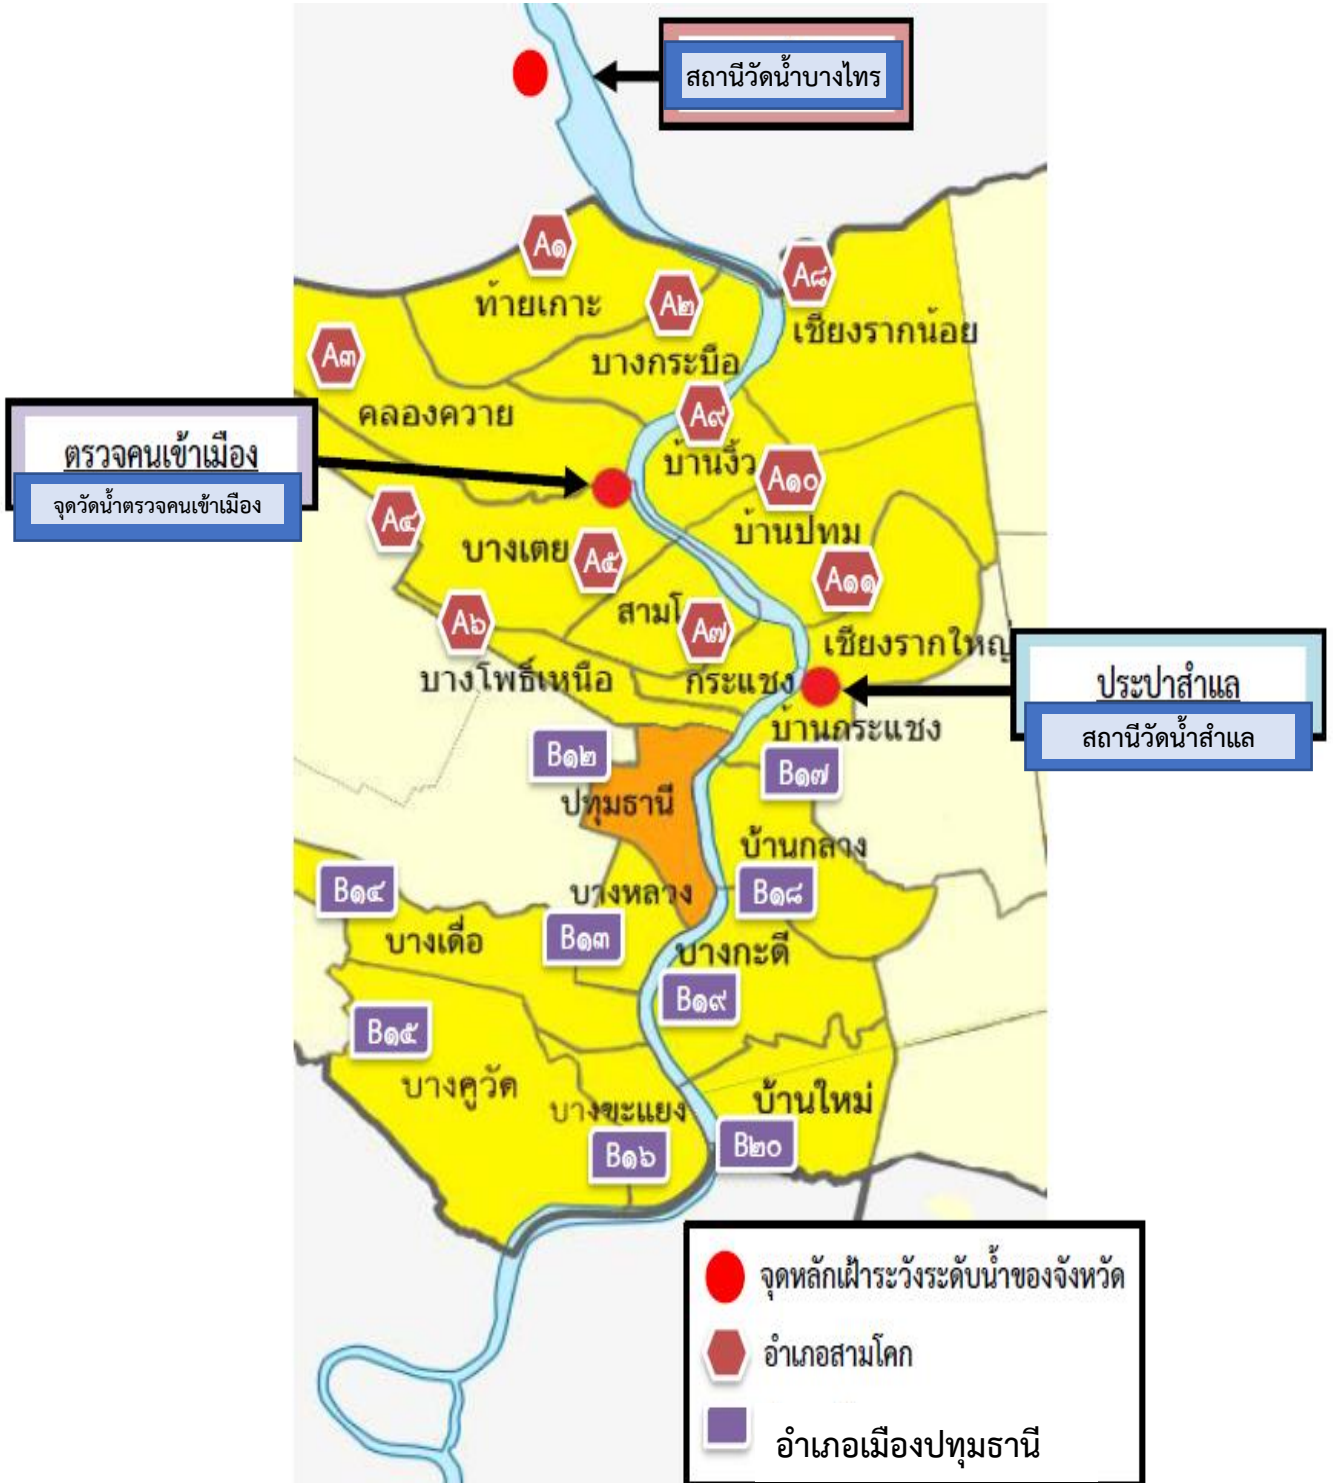 สถานีวัดน้ำบางไทร
A๑
A๘
ท้ายเกาะ
A๒
เชียงรากน้อย
A๓
บางกระบือ
คลองควาย
A๙
ตรวจคนเข้าเมือง
จุดวัดน้ำตรวจคนเข้าเมือง
บ้านงิ้ว
A๑๐
A๔
บ้านปทุม
บางเตย
A๕
A๑๑
สามโ
A๖
A๗
เชียงรากใหญ่
บางโพธิ์เหนือ
กระแชง
ประปาสำแล
สถานีวัดน้ำสำแล
บ้านกระแชง
B๑๒
B๑๗
ปทุมธานี
บ้านกลาง
B๑๔
บางหลวง
B๑๘
บางเดื่อ
B๑๓
บางกะดี
B๑๙
B๑๕
บางคูวัด
บางขะแยง
บ้านใหม่
B๑๖
B๒๐
จุดหลักเฝ้าระวังระดับน้ำของจังหวัด
อำเภอสามโคก
อำเภอเมืองปทุมธานี